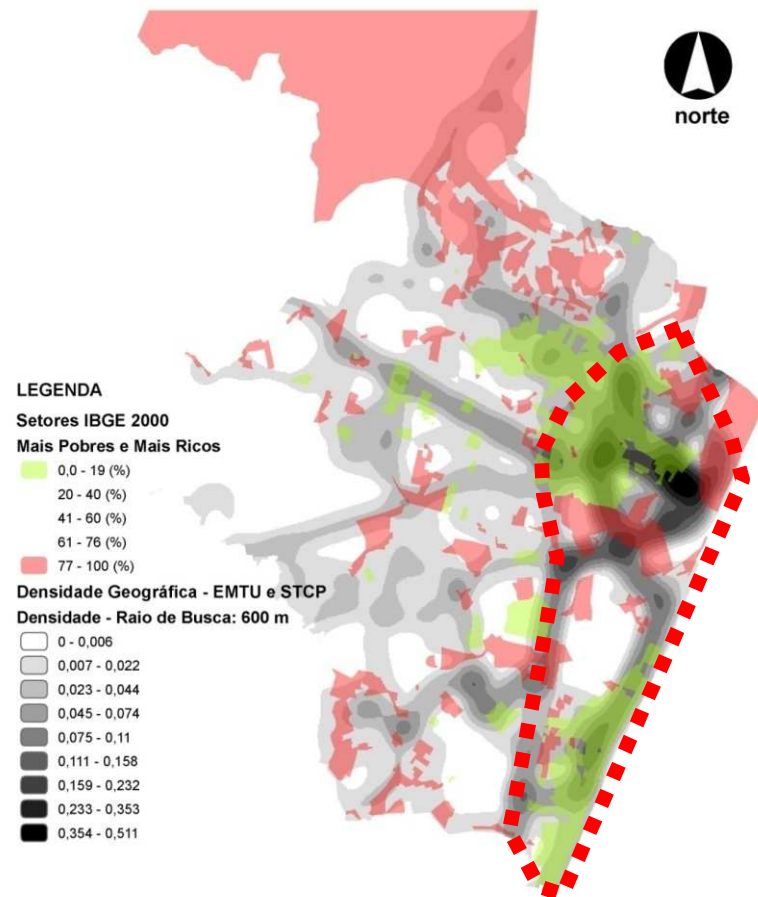 norte
LEGENDA
Setores IBGE 2000
Mais Pobres e Mais Ricos
0,0 - 19 (%)
20 - 40 (%)
41 - 60 (%)
61 - 76 (%)
77 - 100 (%)
Densidade Geográfica - EMTU e STCP
Densidade - Raio de Busca: 600 m
0 - 0,006
0,007 - 0,022
0,023 - 0,044
0,045 - 0,074
0,075 - 0,11
0,111 - 0,158
0,159 - 0,232
0,233 - 0,353
0,354 - 0,511